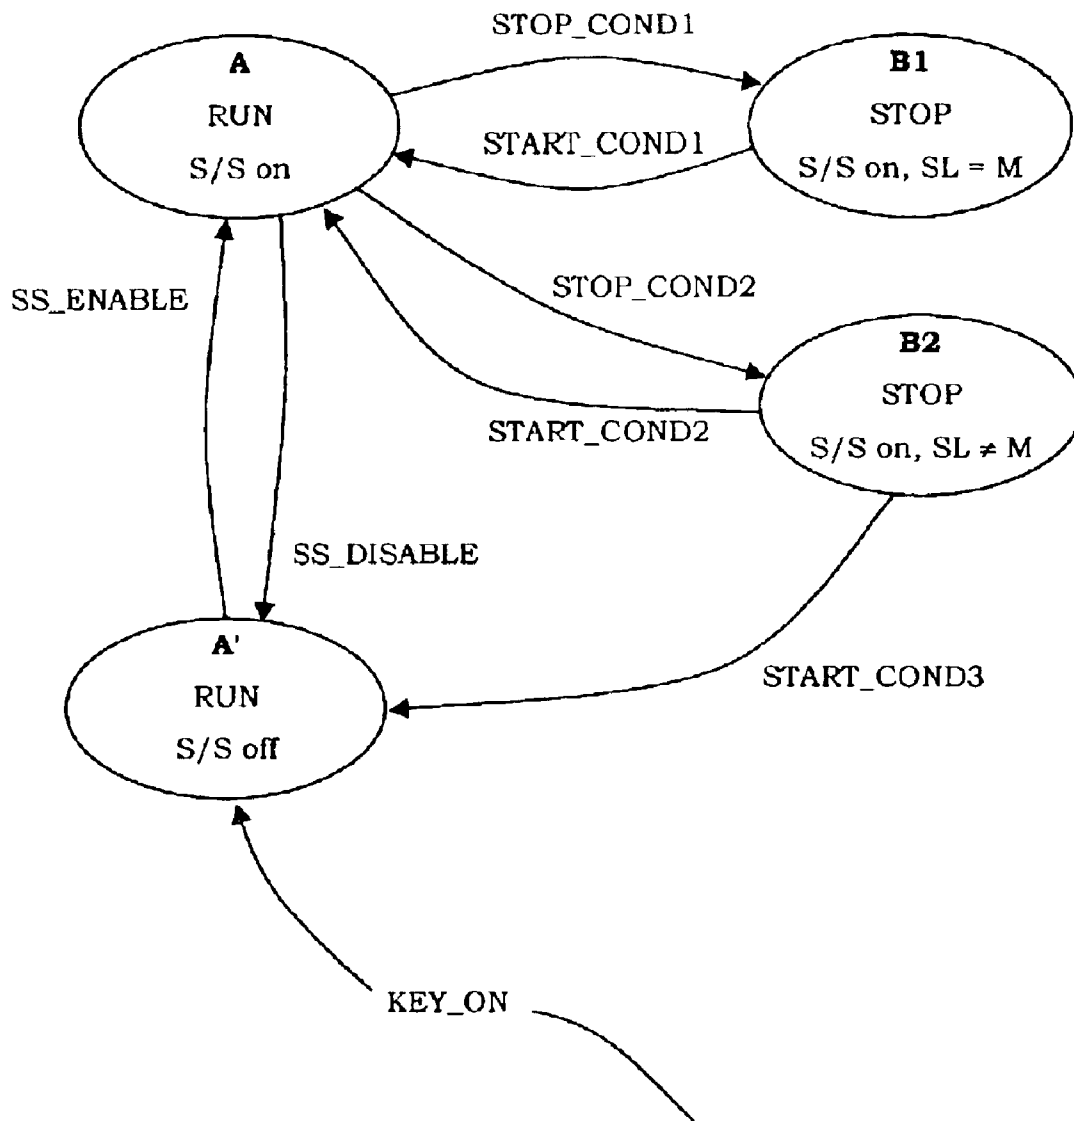 STOP_COND1
A
RUN
S/S on
B1
STOP
S/S on, SL = M
START_COND1
SS_ENABLE
STOP_COND2
B2
STOP
S/S on, SL ≠ M
START_COND2
SS_DISABLE
A'
RUN
S/S off
START_COND3
KEY_ON